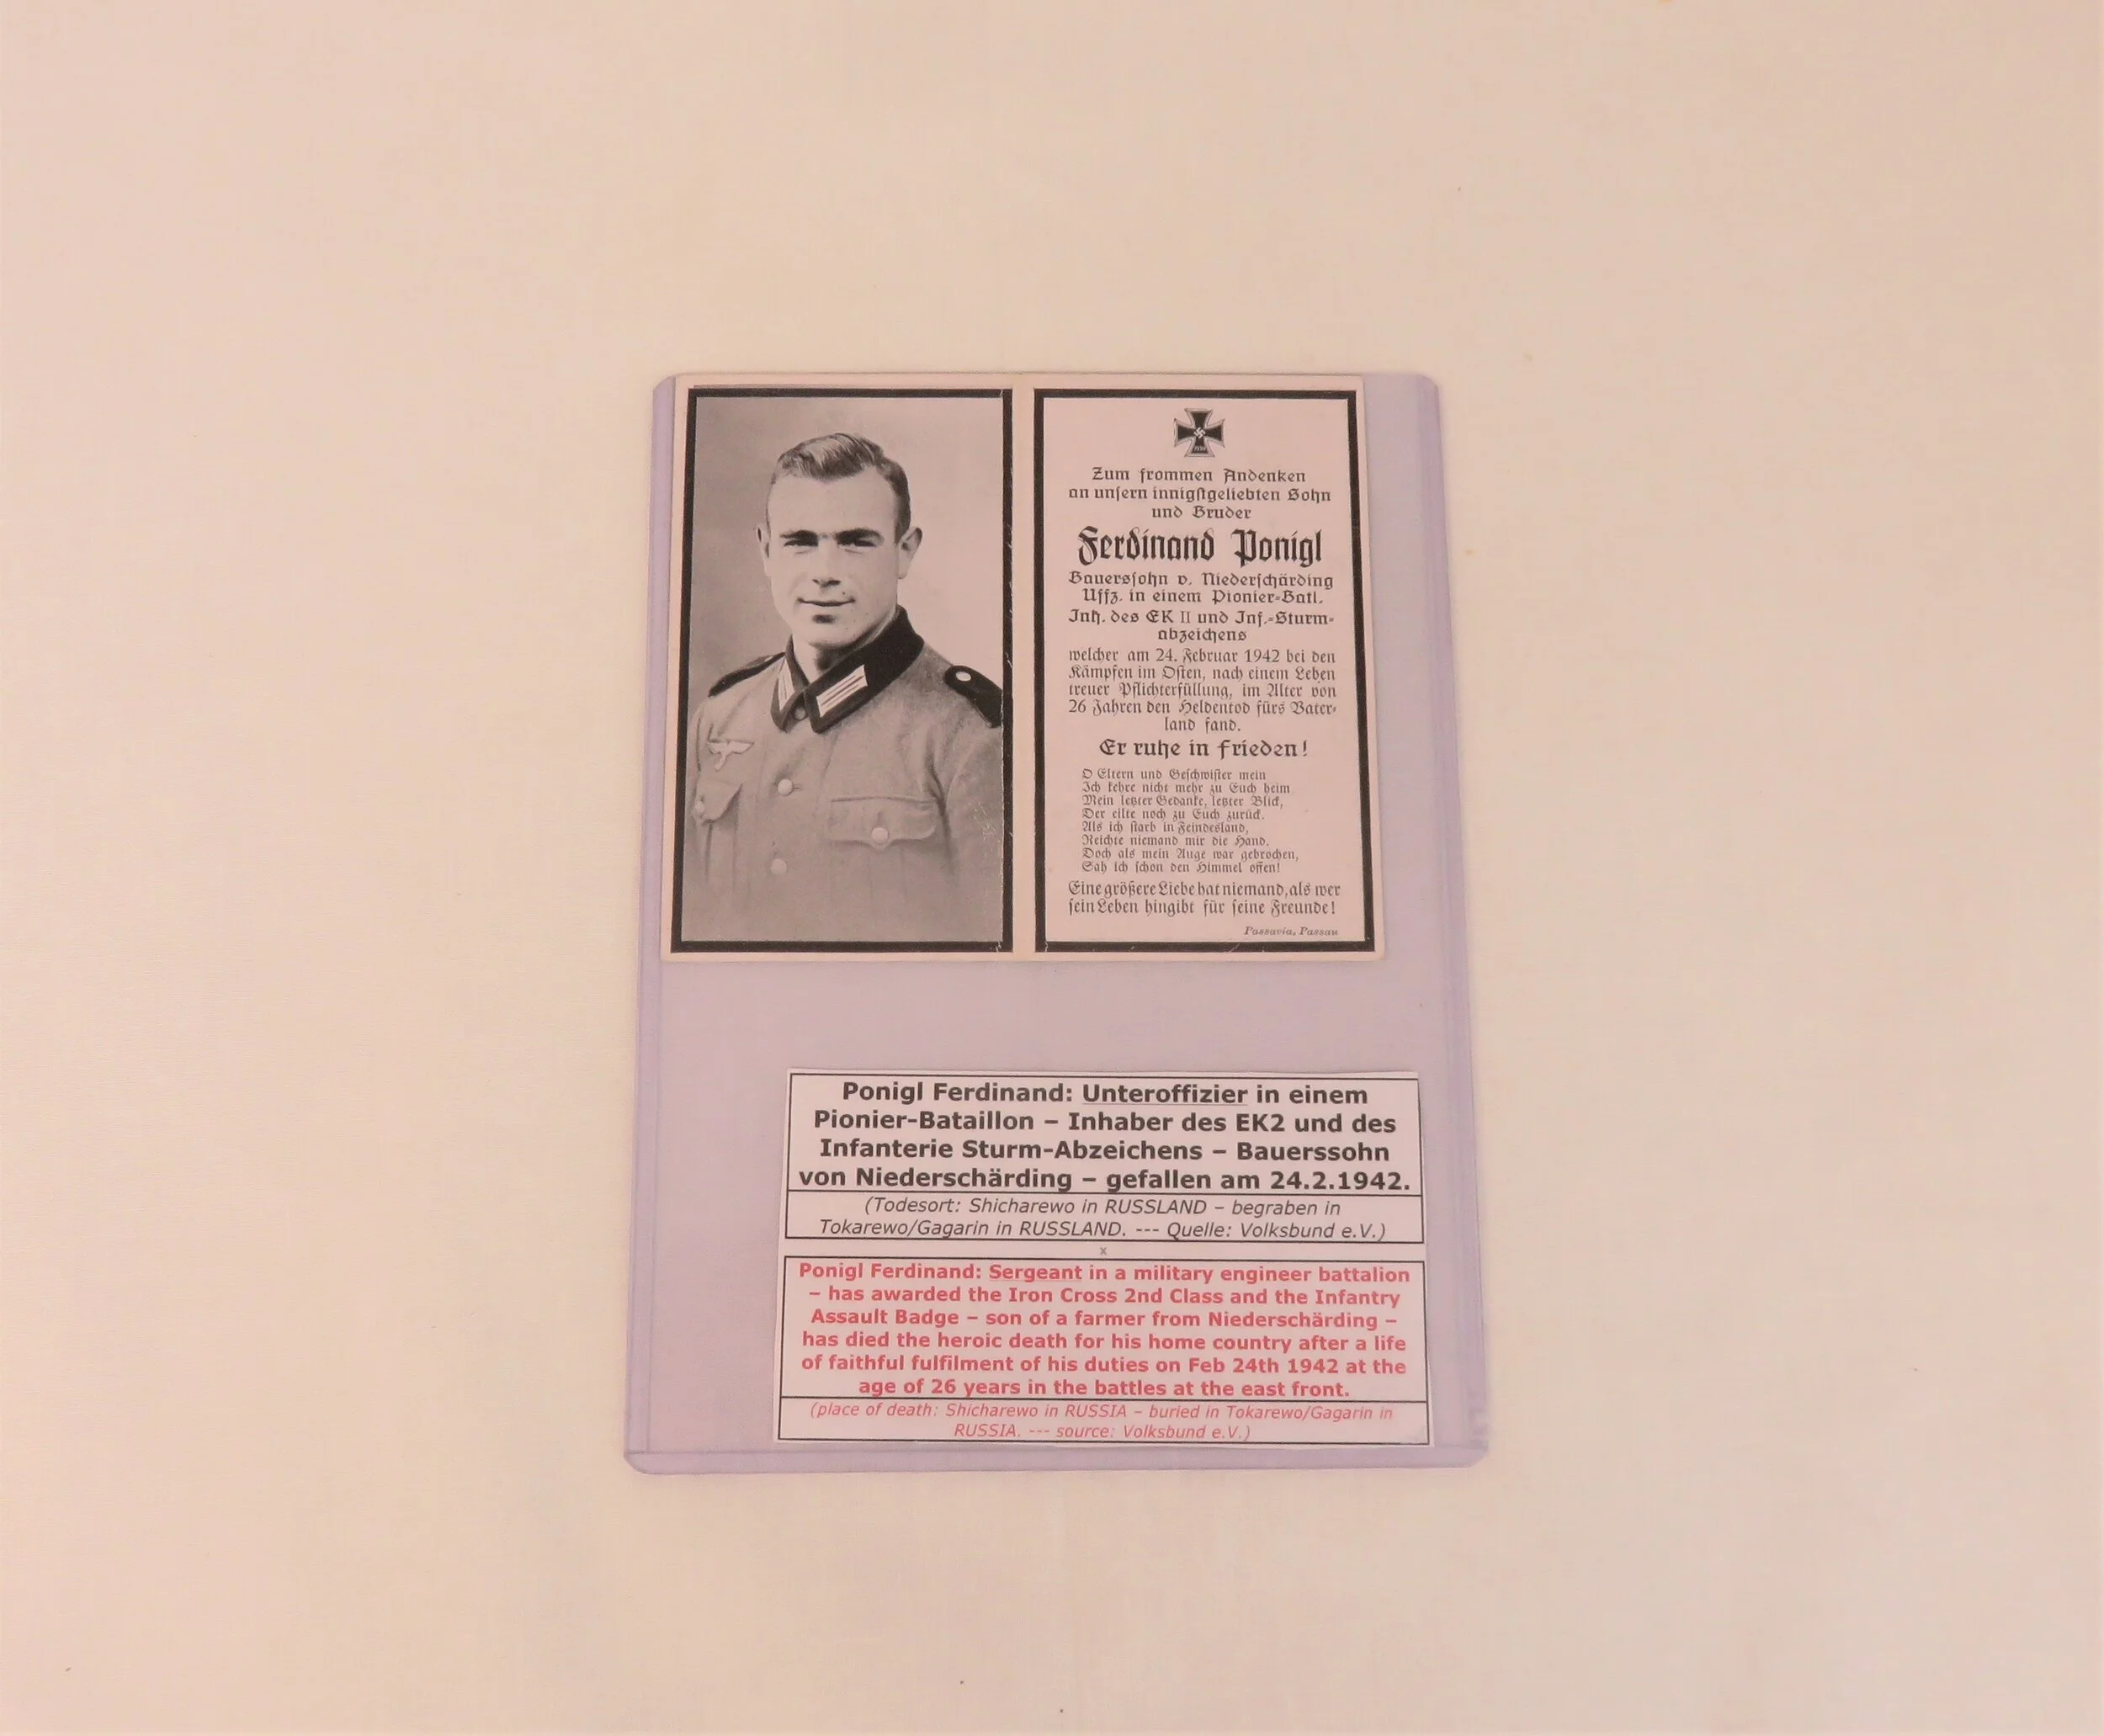 Zum frommen Andenken
an unsern innigstgeliebten Sohn
und Bruder
Ferdinand Ponigl
Bauerssohn v. Niederschärding
Uffz. in einem Pionier-Batl.
Inh. des EK II und Inf.-Sturm-
abzeichens
welcher am 24. Februar 1942 bei den
Kämpfen im Osten, nach einem Leben
treuer Pflichterfüllung, im Alter von
26 Jahren den Heldentod fürs Vater-
land fand.
Er ruhe in Frieden!
O Eltern und Geschwister mein
Ich kehre nicht mehr zu Euch heim
Mein letzter Gedanke, letzter Blick,
Der eilte noch zu Euch zurück.
Als ich starb in Feindesland,
Reichte niemand mir die Hand.
Doch als mein Auge war gebrochen,
Sah ich schon den Himmel offen!
Eine größere Liebe hat niemand, als wer
sein Leben hingibt für seine Freunde!
Passavia, Passau
Ponigl Ferdinand: Unteroffizier in einem
Pionier-Bataillon – Inhaber des EK2 und des
Infanterie Sturm-Abzeichens – Bauerssohn
von Niederschärding – gefallen am 24.2.1942.
(Todesort: Shicharewo in RUSSLAND – begraben in
Tokarewo/Gagarin in RUSSLAND. --- Quelle: Volksbund e.V.)
x
Ponigl Ferdinand: Sergeant in a military engineer battalion
– has awarded the Iron Cross 2nd Class and the Infantry
Assault Badge – son of a farmer from Niederschärding –
has died the heroic death for his home country after a life
of faithful fulfilment of his duties on Feb 24th 1942 at the
age of 26 years in the battles at the east front.
(place of death: Shicharewo in RUSSIA – buried in Tokarewo/Gagarin in
RUSSIA. --- source: Volksbund e.V.)